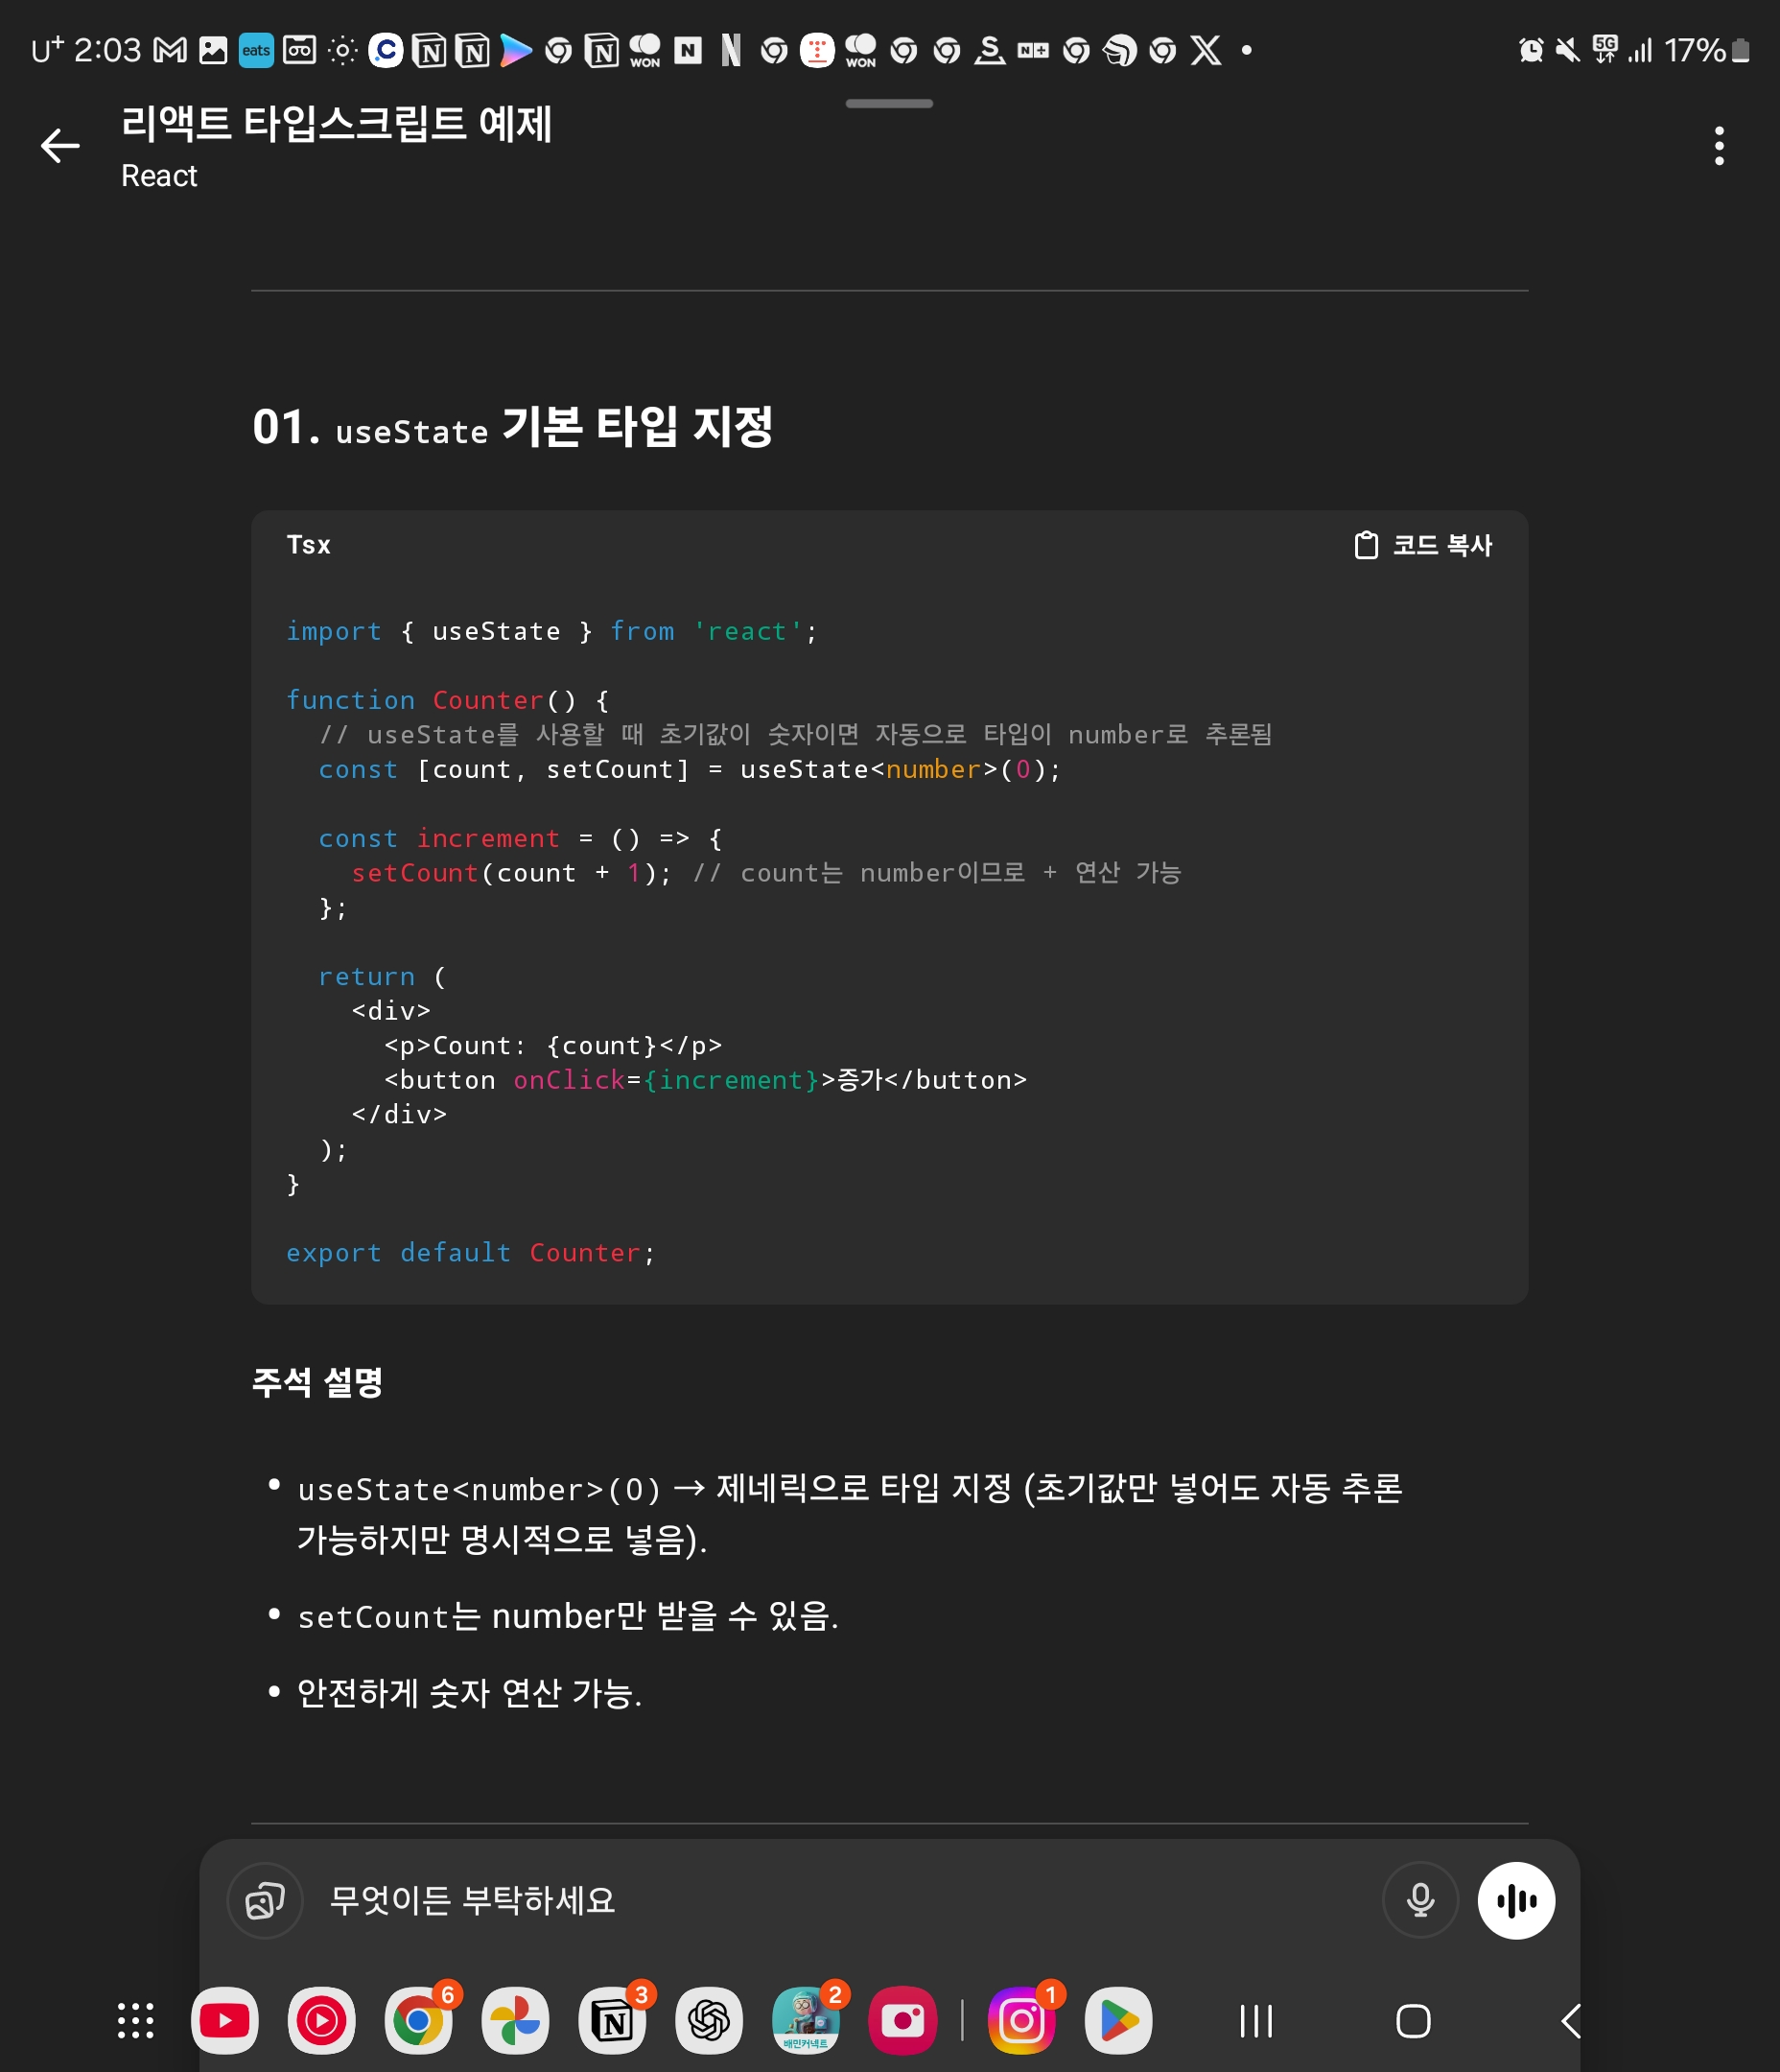 U+ 2:03 eats WON WON N+ 5G 17%
리액트 타입스크립트 예제
React
01. useState 기본 타입 지정
Tsx 코드 복사
import { useState } from 'react';
function Counter() {
  // useState를 사용할 때 초기값이 숫자이면 자동으로 타입이 number로 추론됨
  const [count, setCount] = useState<number>(0);
  const increment = () => {
    setCount(count + 1); // count는 number이므로 + 연산 가능
  };
  return (
    <div>
      <p>Count: {count}</p>
      <button onClick={increment}>증가</button>
    </div>
  );
}
export default Counter;
주석 설명
• useState<number>(0) → 제네릭으로 타입 지정 (초기값만 넣어도 자동 추론
가능하지만 명시적으로 넣음).
• setCount는 number만 받을 수 있음.
• 안전하게 숫자 연산 가능.
무엇이든 부탁하세요
6 3 2 1
배민커넥트